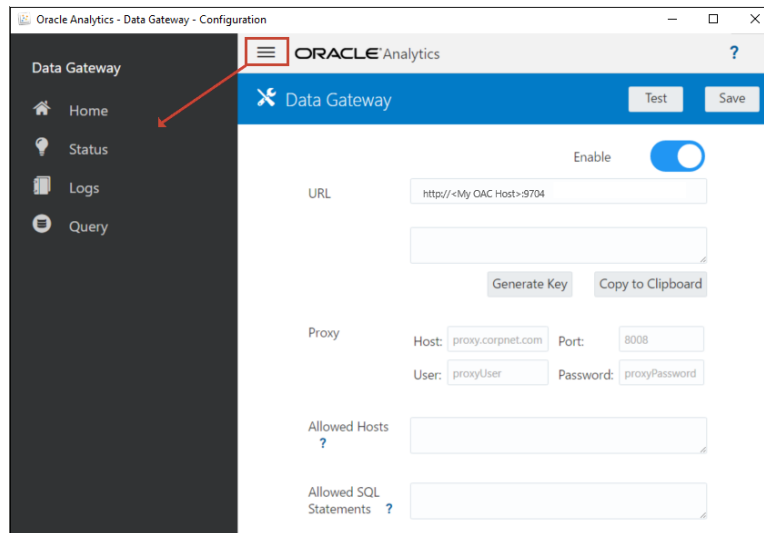 Oracle Analytics - Data Gateway - Configuration
Data Gateway
Home
Status
Logs
Query
ORACLE Analytics
?
Data Gateway
Test
Save
Enable
URL
http://<My OAC Host>:9704
Generate Key
Copy to Clipboard
Proxy
Host: proxy.corpnet.com Port: 8008
User: proxyUser Password: proxyPassword
Allowed Hosts
?
Allowed SQL
Statements ?